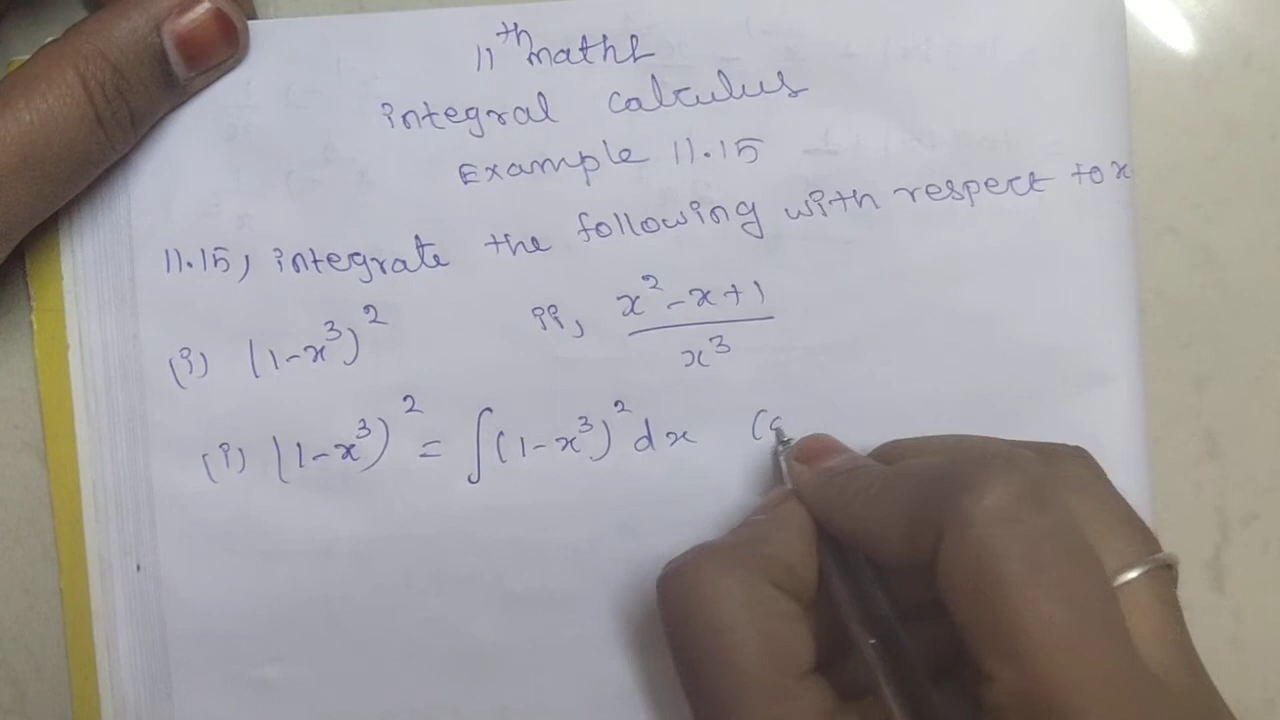 11th maths
integral calculus
Example 11.15
11.15, integrate the following with respect to x
(i) (1-x³)² ii, x²-x+1 / x³
(i) (1-x³)² = ∫(1-x³)² dx (a